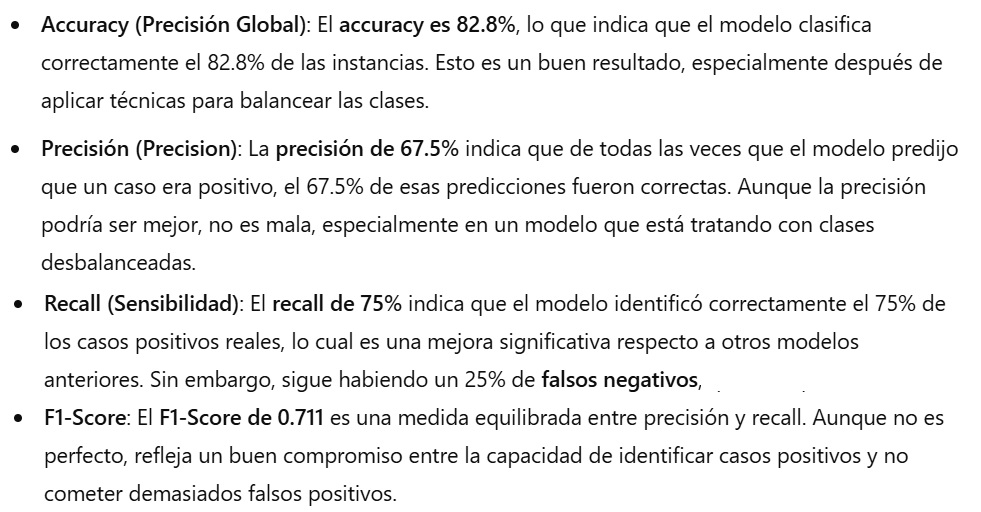 • Accuracy (Precisión Global): El accuracy es 82.8%, lo que indica que el modelo clasifica
correctamente el 82.8% de las instancias. Esto es un buen resultado, especialmente después de
aplicar técnicas para balancear las clases.
• Precisión (Precision): La precisión de 67.5% indica que de todas las veces que el modelo predijo
que un caso era positivo, el 67.5% de esas predicciones fueron correctas. Aunque la precisión
podría ser mejor, no es mala, especialmente en un modelo que está tratando con clases
desbalanceadas.
• Recall (Sensibilidad): El recall de 75% indica que el modelo identificó correctamente el 75% de
los casos positivos reales, lo cual es una mejora significativa respecto a otros modelos
anteriores. Sin embargo, sigue habiendo un 25% de falsos negativos,
• F1-Score: El F1-Score de 0.711 es una medida equilibrada entre precisión y recall. Aunque no es
perfecto, refleja un buen compromiso entre la capacidad de identificar casos positivos y no
cometer demasiados falsos positivos.